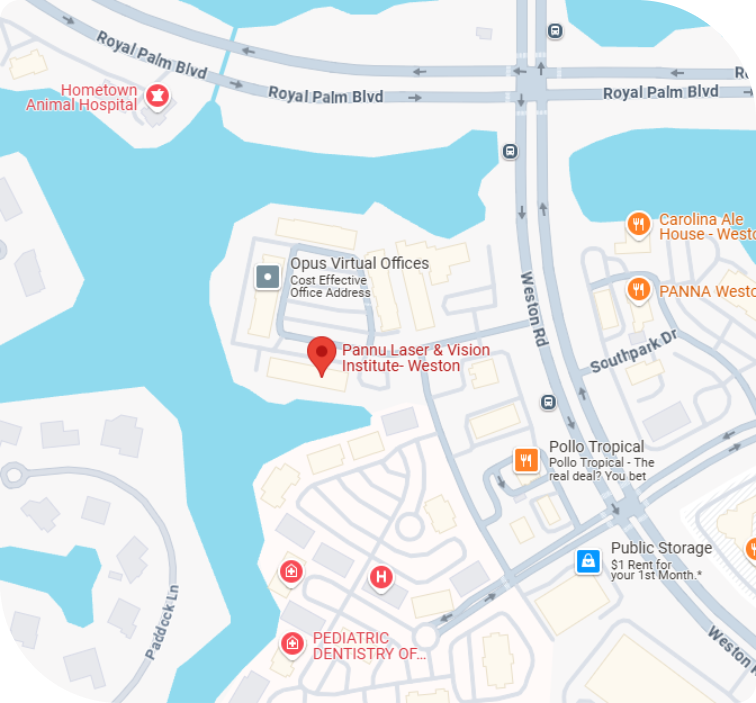 Royal Palm Blvd
Hometown
Animal Hospital
Royal Palm Blvd
Royal Palm Blvd
R
Carolina Ale
House - Westo
Opus Virtual Offices
Cost Effective
Office Address
PANNA Westo
Weston Rd
Pannu Laser & Vision
Institute- Weston
Southpark Dr
Pollo Tropical
Pollo Tropical - The
real deal? You bet
Public Storage
$1 Rent for
your 1st Month.*
H
Paddock Ln
PEDIATRIC
DENTISTRY OF...
Weston R